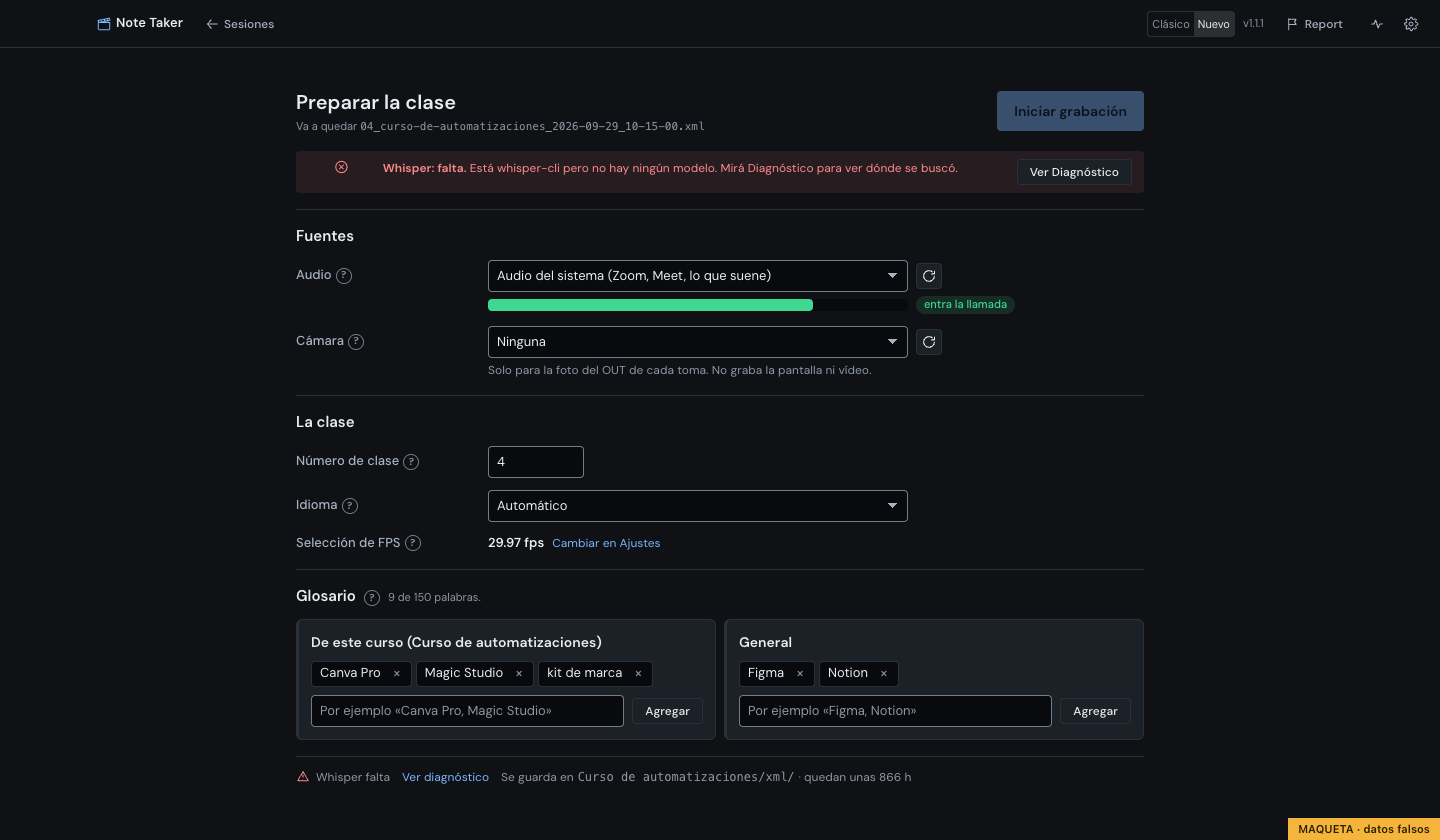 Note Taker
Sesiones
Clásico Nuevo v1.1.1
Report
Preparar la clase
Va a quedar 04_curso-de-automatizaciones_2026-09-29_10-15-00.xml
Iniciar grabación
Whisper: falta. Está whisper-cli pero no hay ningún modelo. Mirá Diagnóstico para ver dónde se buscó.
Ver Diagnóstico
Fuentes
Audio ?
Audio del sistema (Zoom, Meet, lo que suene)
entra la llamada
Cámara ?
Ninguna
Solo para la foto del OUT de cada toma. No graba la pantalla ni vídeo.
La clase
Número de clase ?
4
Idioma ?
Automático
Selección de FPS ?
29.97 fps Cambiar en Ajustes
Glosario ? 9 de 150 palabras.
De este curso (Curso de automatizaciones)
Canva Pro × Magic Studio × kit de marca ×
Por ejemplo «Canva Pro, Magic Studio»
Agregar
General
Figma × Notion ×
Por ejemplo «Figma, Notion»
Agregar
Whisper falta Ver diagnóstico Se guarda en Curso de automatizaciones/xml/ · quedan unas 866 h
MAQUETA · datos falsos